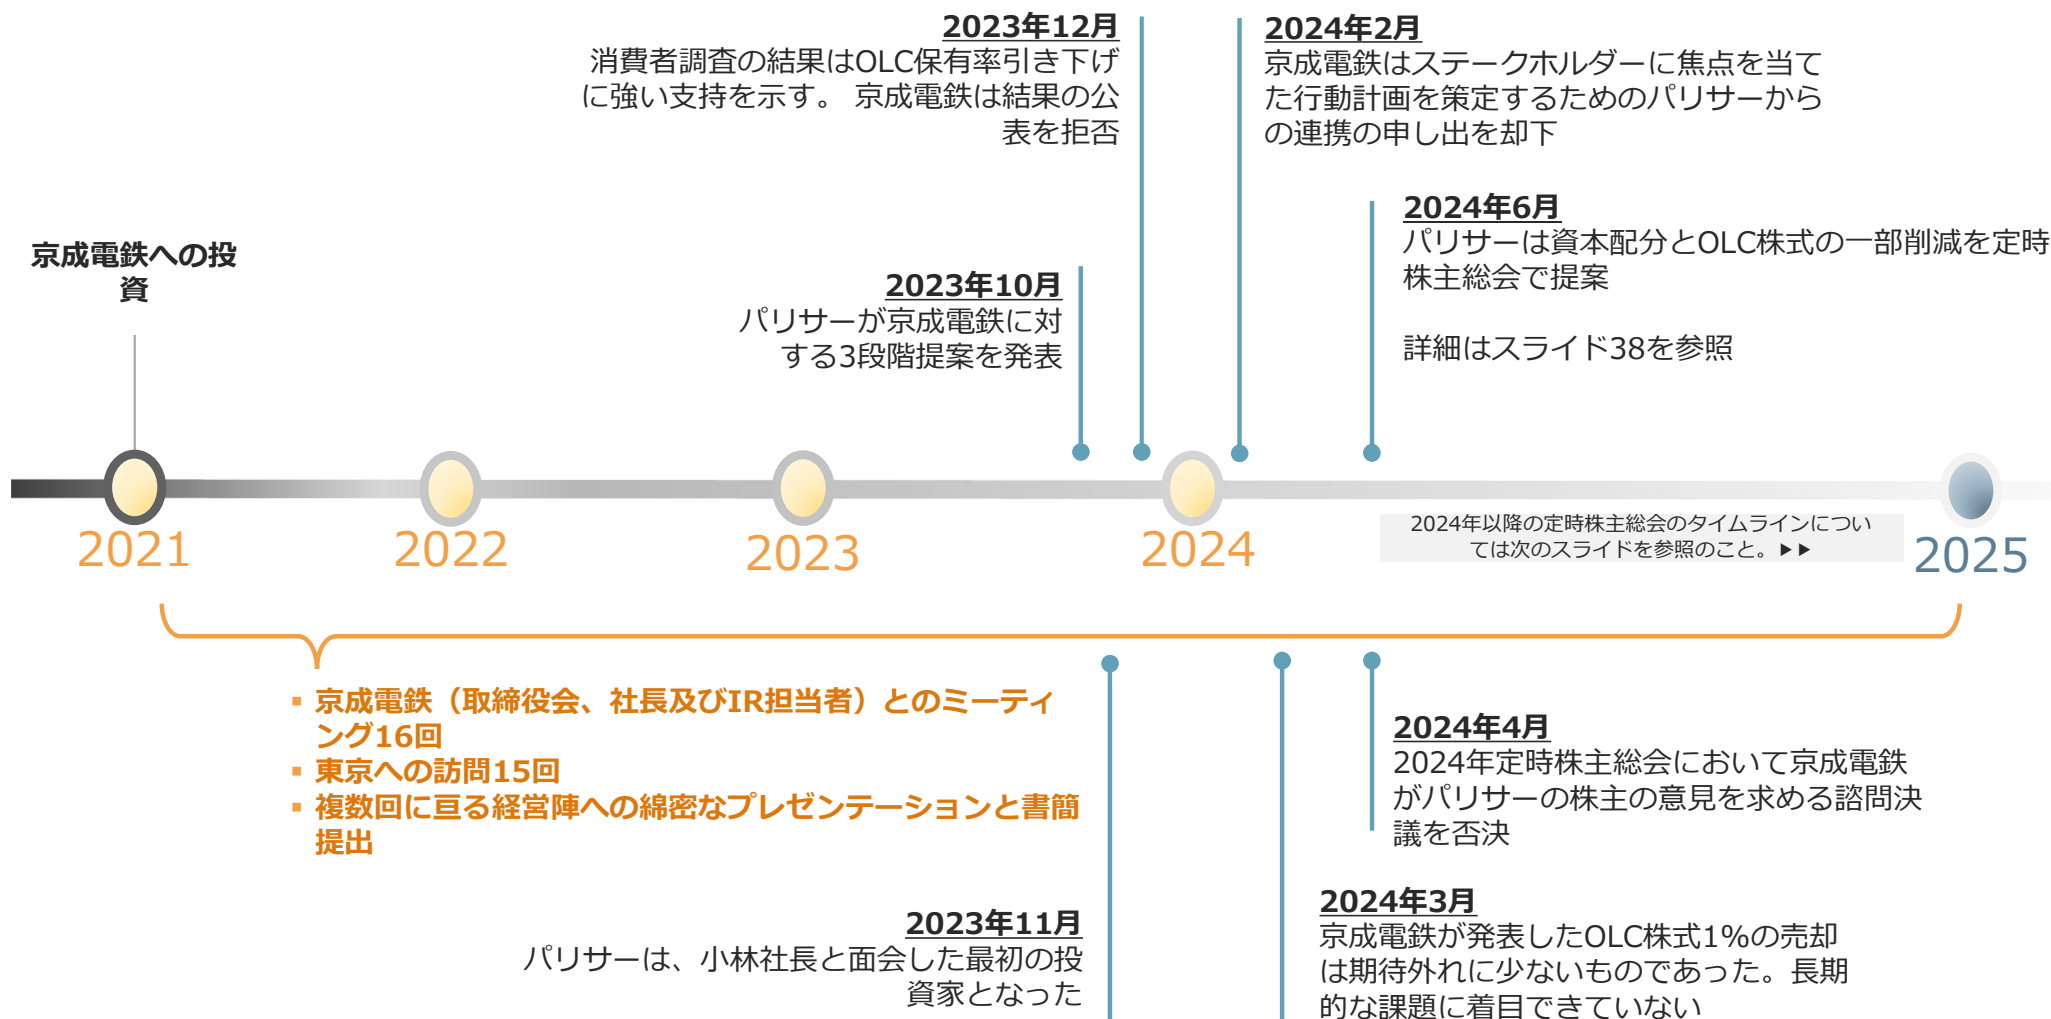 2023年12月
消費者調査の結果はOLC保有率引き下げ
に強い支持を示す。 京成電鉄は結果の公
表を拒否
2024年2月
京成電鉄はステークホルダーに焦点を当て
た行動計画を策定するためのパリサーから
の連携の申し出を却下
京成電鉄への投
資
2023年10月
パリサーが京成電鉄に対
する3段階提案を発表
2024年6月
パリサーは資本配分とOLC株式の一部削減を定時
株主総会で提案
詳細はスライド38を参照
2021
2022
2023
2024
2024年以降の定時株主総会のタイムラインについ
ては次のスライドを参照のこと。▶▶
2025
▪ 京成電鉄（取締役会、社長及びIR担当者）とのミーティ
ング16回
▪ 東京への訪問15回
▪ 複数回に亘る経営陣への綿密なプレゼンテーションと書簡
提出
2024年4月
2024年定時株主総会において京成電鉄
がパリサーの株主の意見を求める諮問決
議を否決
2023年11月
パリサーは、小林社長と面会した最初の投
資家となった
2024年3月
京成電鉄が発表したOLC株式1%の売却
は期待外れに少ないものであった。長期
的な課題に着目できていない